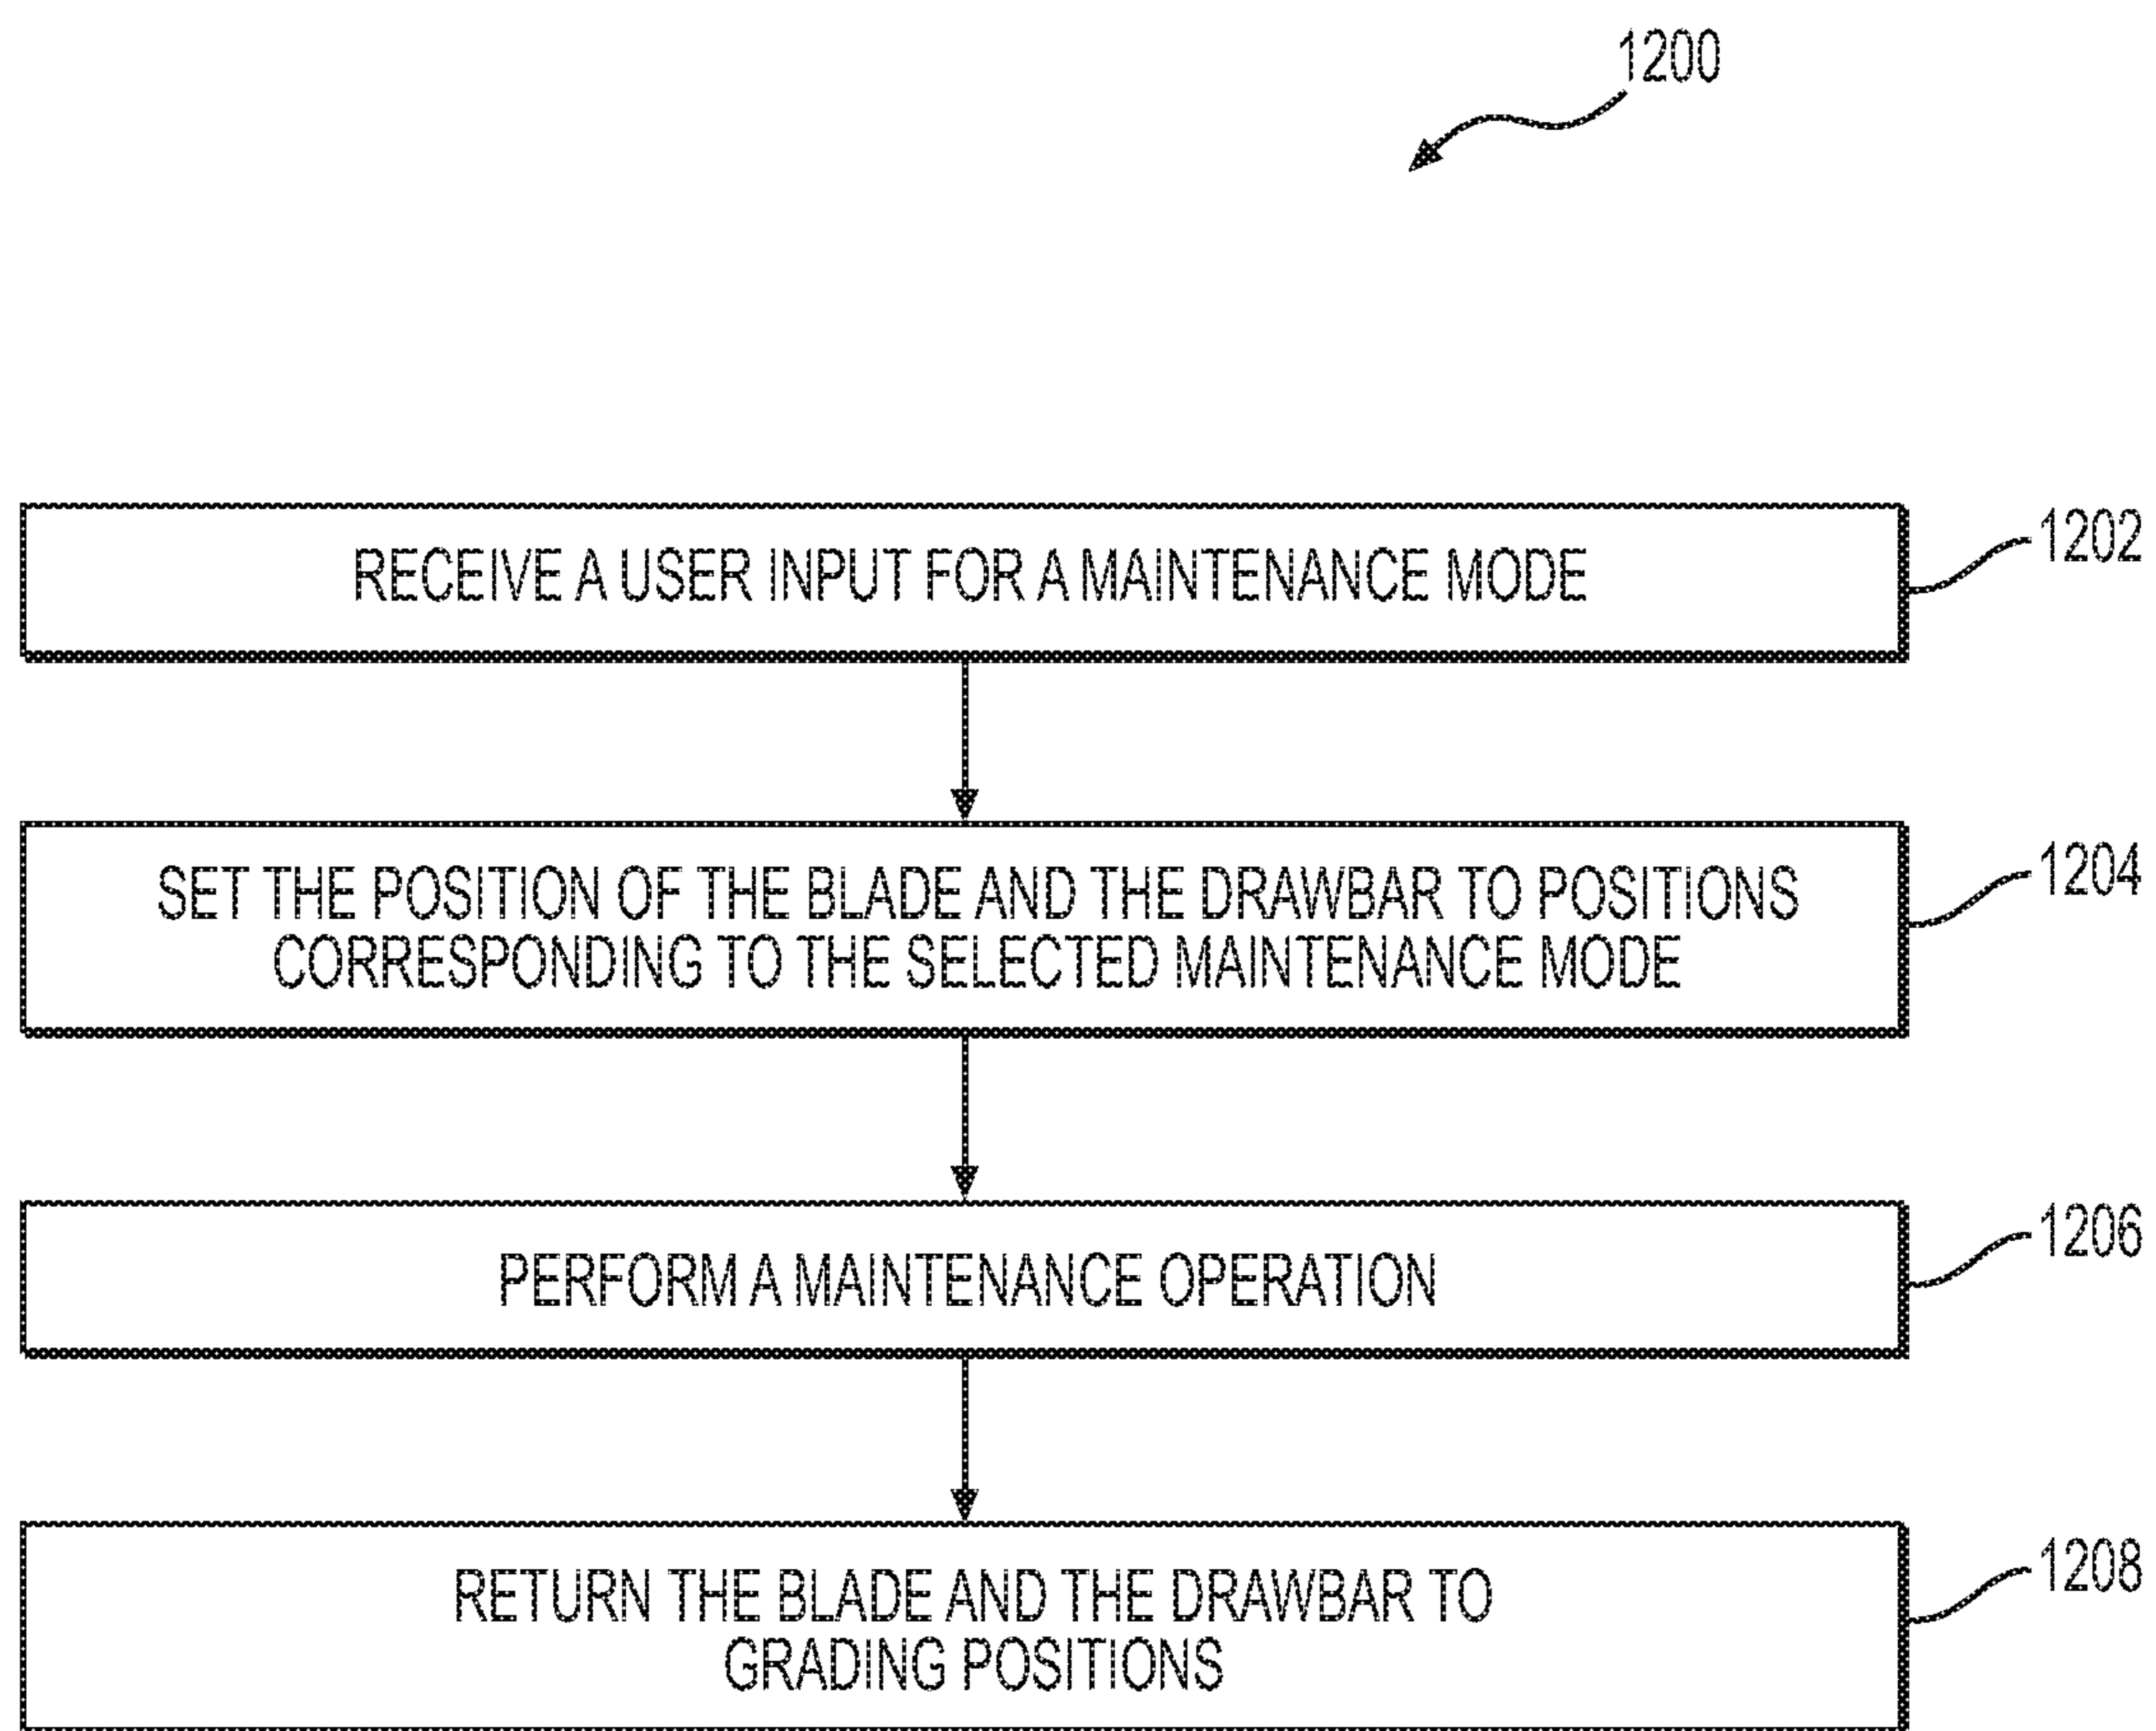 1200
RECEIVE A USER INPUT FOR A MAINTENANCE MODE
1202
SET THE POSITION OF THE BLADE AND THE DRAWBAR TO POSITIONS
CORRESPONDING TO THE SELECTED MAINTENANCE MODE
1204
PERFORM A MAINTENANCE OPERATION
1206
RETURN THE BLADE AND THE DRAWBAR TO
GRADING POSITIONS
1208